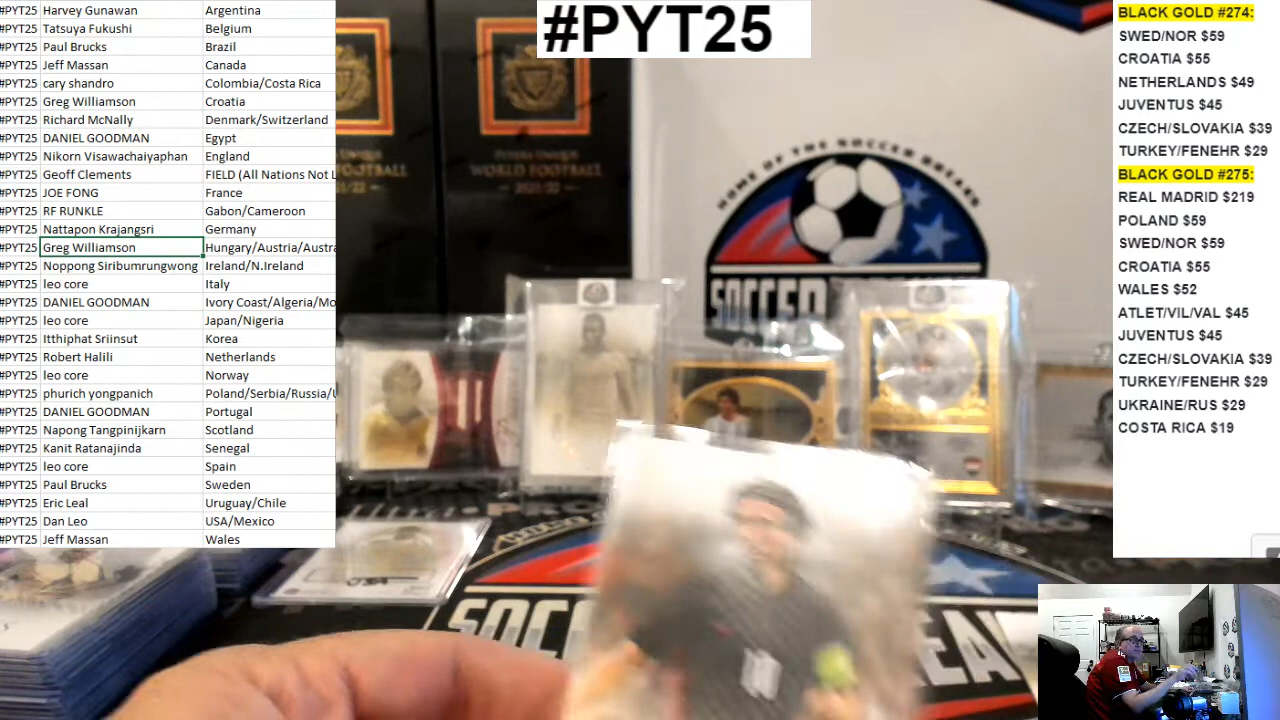 #PYT25 Harvey Gunawan Argentina
#PYT25 Tatsuya Fukushi Belgium
#PYT25 Paul Brucks Brazil
#PYT25 Jeff Massan Canada
#PYT25 cary shandro Colombia/Costa Rica
#PYT25 Greg Williamson Croatia
#PYT25 Richard McNally Denmark/Switzerland
#PYT25 DANIEL GOODMAN Egypt
#PYT25 Nikorn Visawachaiyaphan England
#PYT25 Geoff Clements FIELD (All Nations Not L
#PYT25 JOE FONG France
#PYT25 RF RUNKLE Gabon/Cameroon
#PYT25 Nattapon Krajangsri Germany
#PYT25 Greg Williamson Hungary/Austria/Austra
#PYT25 Noppong Siribumrungwong Ireland/N.Ireland
#PYT25 leo core Italy
#PYT25 DANIEL GOODMAN Ivory Coast/Algeria/Mo
#PYT25 leo core Japan/Nigeria
#PYT25 Itthiphat Sriinsut Korea
#PYT25 Robert Halili Netherlands
#PYT25 leo core Norway
#PYT25 phurich yongpanich Poland/Serbia/Russia/U
#PYT25 DANIEL GOODMAN Portugal
#PYT25 Napong Tangpinijkarn Scotland
#PYT25 Kanit Ratanajinda Senegal
#PYT25 leo core Spain
#PYT25 Paul Brucks Sweden
#PYT25 Eric Leal Uruguay/Chile
#PYT25 Dan Leo USA/Mexico
#PYT25 Jeff Massan Wales
#PYT25
HOME OF THE SOCCER BREAKS
SOCCER
WORLD FOOTBALL
2021/22
BLACK GOLD #274:
SWED/NOR $59
CROATIA $55
NETHERLANDS $49
JUVENTUS $45
CZECH/SLOVAKIA $39
TURKEY/FENEHR $29
BLACK GOLD #275:
REAL MADRID $219
POLAND $59
SWED/NOR $59
CROATIA $55
WALES $52
ATLET/VIL/VAL $45
JUVENTUS $45
CZECH/SLOVAKIA $39
TURKEY/FENEHR $29
UKRAINE/RUS $29
COSTA RICA $19